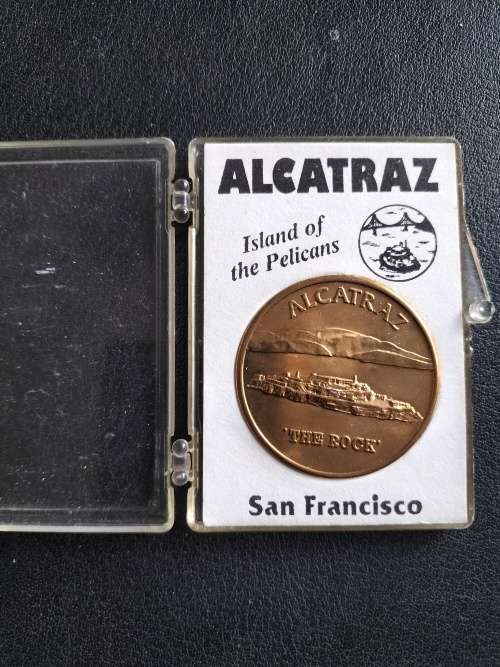 ALCATRAZ
Island of
the Pelicans
ALCATRAZ
'THE ROCK'
San Francisco